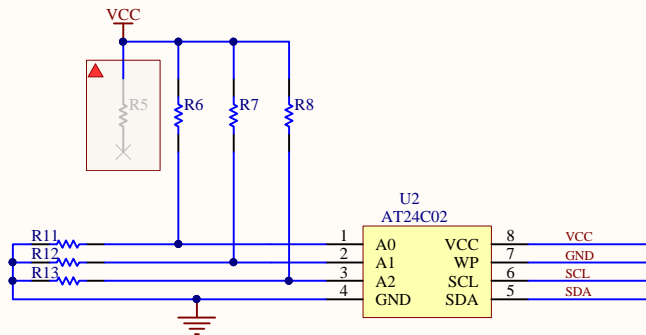 VCC
R5 R6 R7 R8
U2
AT24C02
R11 1 A0 VCC 8 VCC
R12 2 A1 WP 7 GND
R13 3 A2 SCL 6 SCL
4 GND SDA 5 SDA